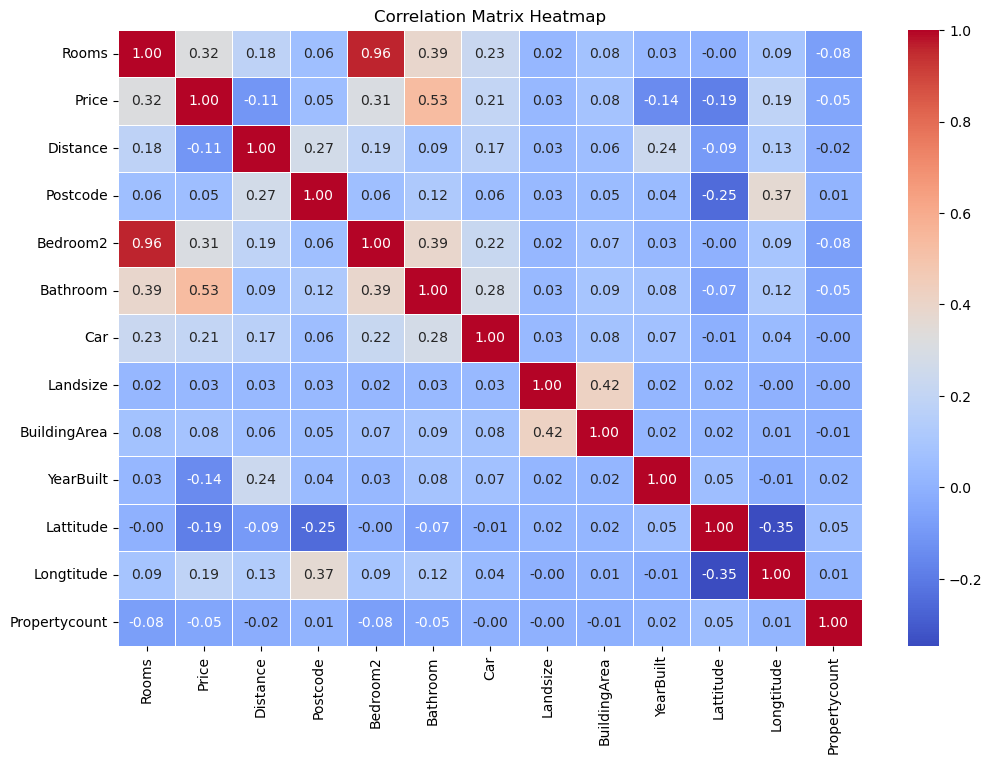 Correlation Matrix Heatmap
Rooms 1.00 0.32 0.18 0.06 0.96 0.39 0.23 0.02 0.08 0.03 -0.00 0.09 -0.08
Price 0.32 1.00 -0.11 0.05 0.31 0.53 0.21 0.03 0.08 -0.14 -0.19 0.19 -0.05
Distance 0.18 -0.11 1.00 0.27 0.19 0.09 0.17 0.03 0.06 0.24 -0.09 0.13 -0.02
Postcode 0.06 0.05 0.27 1.00 0.06 0.12 0.06 0.03 0.05 0.04 -0.25 0.37 0.01
Bedroom2 0.96 0.31 0.19 0.06 1.00 0.39 0.22 0.02 0.07 0.03 -0.00 0.09 -0.08
Bathroom 0.39 0.53 0.09 0.12 0.39 1.00 0.28 0.03 0.09 0.08 -0.07 0.12 -0.05
Car 0.23 0.21 0.17 0.06 0.22 0.28 1.00 0.03 0.08 0.07 -0.01 0.04 -0.00
Landsize 0.02 0.03 0.03 0.03 0.02 0.03 0.03 1.00 0.42 0.02 0.02 -0.00 -0.00
BuildingArea 0.08 0.08 0.06 0.05 0.07 0.09 0.08 0.42 1.00 0.02 0.02 0.01 -0.01
YearBuilt 0.03 -0.14 0.24 0.04 0.03 0.08 0.07 0.02 0.02 1.00 0.05 -0.01 0.02
Lattitude -0.00 -0.19 -0.09 -0.25 -0.00 -0.07 -0.01 0.02 0.02 0.05 1.00 -0.35 0.05
Longtitude 0.09 0.19 0.13 0.37 0.09 0.12 0.04 -0.00 0.01 -0.01 -0.35 1.00 0.01
Propertycount -0.08 -0.05 -0.02 0.01 -0.08 -0.05 -0.00 -0.00 -0.01 0.02 0.05 0.01 1.00
Rooms
Price
Distance
Postcode
Bedroom2
Bathroom
Car
Landsize
BuildingArea
YearBuilt
Lattitude
Longtitude
Propertycount
1.0
0.8
0.6
0.4
0.2
0.0
−0.2